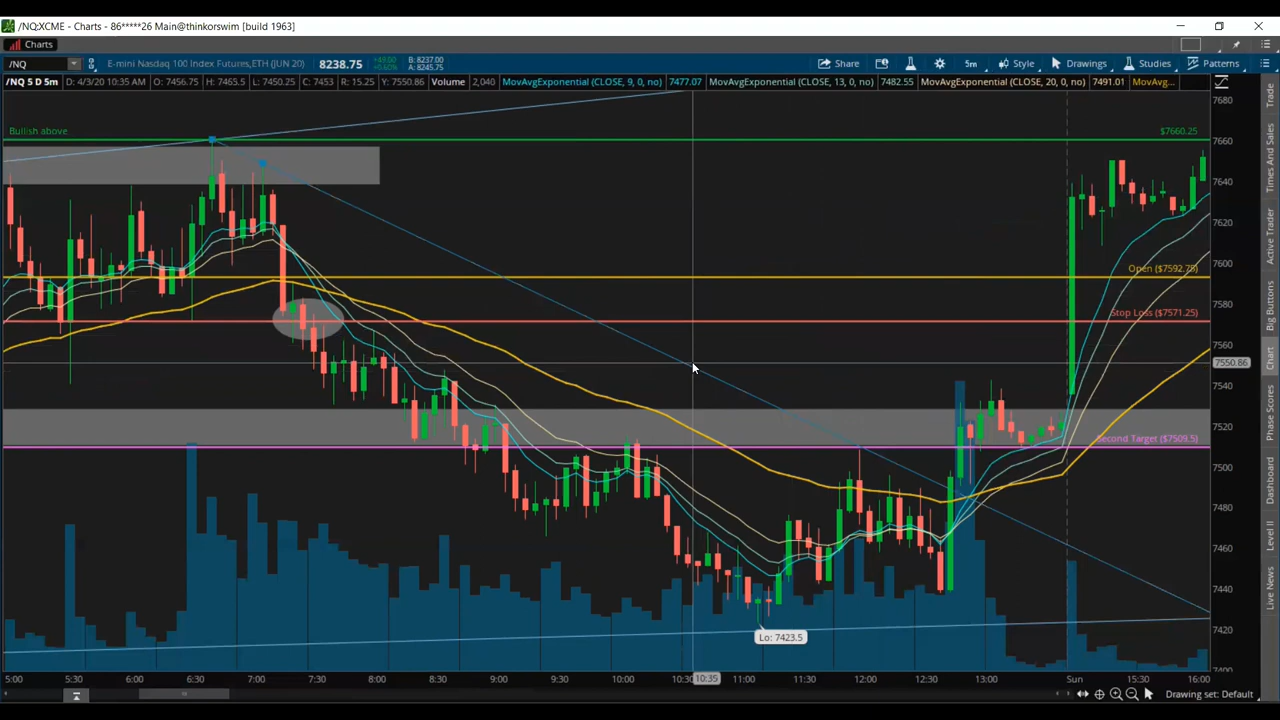 /NQ:XCME - Charts - 86*****26 Main@thinkorswim [build 1963]
Charts
/NQ E-mini Nasdaq 100 Index Futures,ETH (JUN 20) 8238.75 B: 8237.00 A: 8245.75 Share 5m Style Drawings Studies Patterns
/NQ 5 D 5m D: 4/3/20 10:35 AM O: 7456.75 H: 7465.5 L: 7450.25 C: 7453 R: 15.25 Y: 7550.86 Volume 2,040 MovAvgExponential (CLOSE, 9, 0, no) 7477.07 MovAvgExponential (CLOSE, 13, 0, no) 7482.55 MovAvgExponential (CLOSE, 20, 0, no) 7491.01 MovAvg...
Bullish above $7660.25
Open ($7592.75)
Stop Loss ($7571.25)
Second Target ($7509.5)
Lo: 7423.5
7680
7660
7640
7620
7600
7580
7560
7550.86
7540
7520
7500
7480
7460
7440
7420
7400
5:00 5:30 6:00 6:30 7:00 7:30 8:00 8:30 9:00 9:30 10:00 10:30 10:35 11:00 11:30 12:00 12:30 13:00 Sun 15:30 16:00
Drawing set: Default
Trade
Times And Sales
Active Trader
Big Buttons
Chart
Phase Scores
Dashboard
Level II
Live News